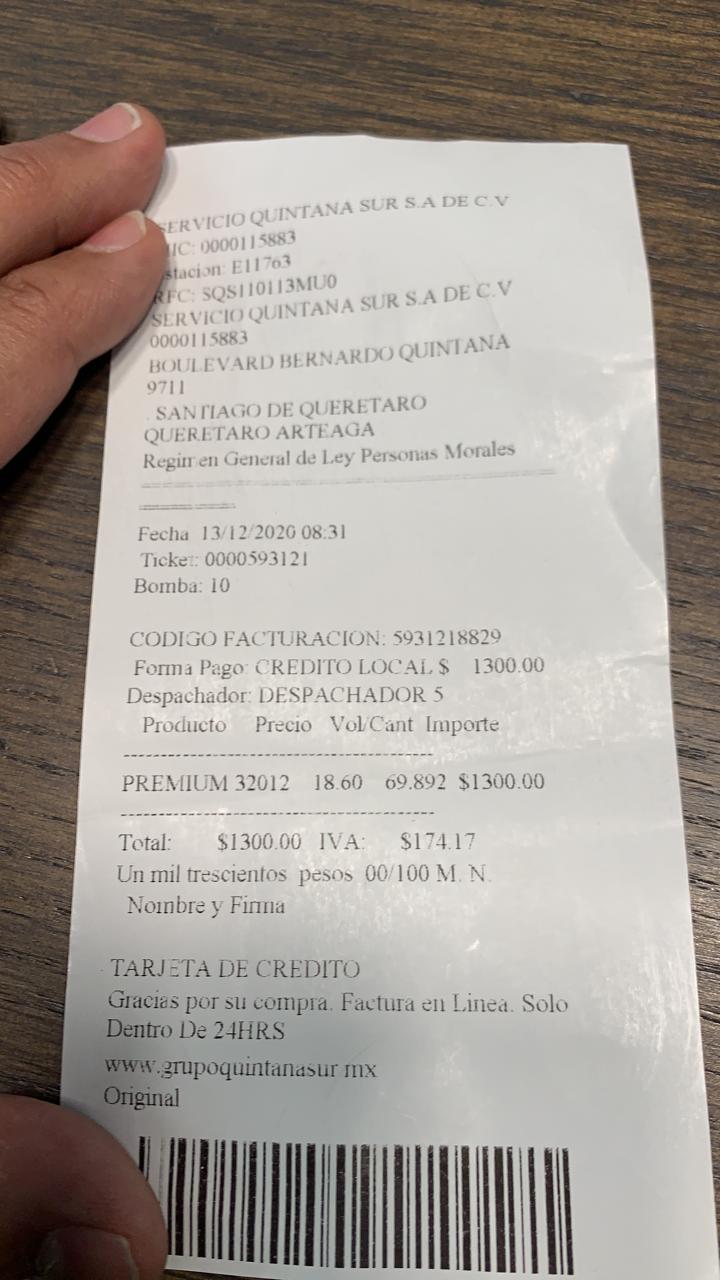 SERVICIO QUINTANA SUR S.A DE C.V
IIC: 0000115883
stacion: E11763
RFC: SQS110113MU0
SERVICIO QUINTANA SUR S.A DE C.V
0000115883
BOULEVARD BERNARDO QUINTANA
9711
. SANTIAGO DE QUERETARO
QUERETARO ARTEAGA
Regimen General de Ley Personas Morales
Fecha 13/12/2020 08:31
Ticket: 0000593121
Bomba: 10
CODIGO FACTURACION: 5931218829
Forma Pago: CREDITO LOCAL $ 1300.00
Despachador: DESPACHADOR 5
Producto Precio Vol/Cant Importe
PREMIUM 32012 18.60 69.892 $1300.00
Total: $1300.00 IVA: $174.17
Un mil trescientos pesos 00/100 M. N.
Nombre y Firma
TARJETA DE CREDITO
Gracias por su compra. Factura en Linea. Solo
Dentro De 24HRS
www.grupoquintanasur.mx
Original